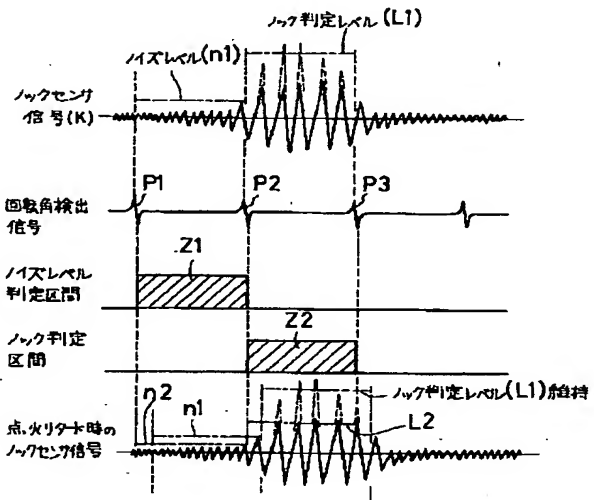 ノック判定レベル(L1)
ノイズレベル(n1)
ノックセンサ
信号(K)
P1
P2
P3
回転角検出
信号
Z1
ノイズレベル
判定区間
Z2
ノック判定
区間
n2
n1
ノック判定レベル(L1)維持
L2
点火リタード時の
ノックセンサ信号